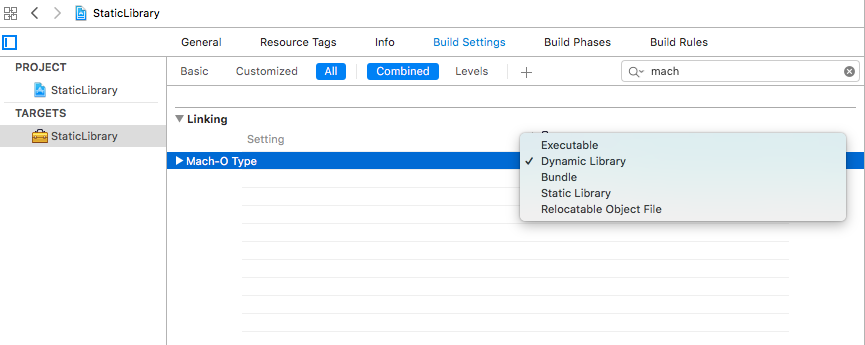 StaticLibrary
General Resource Tags Info Build Settings Build Phases Build Rules
PROJECT
StaticLibrary
TARGETS
StaticLibrary
Basic Customized All Combined Levels + mach
Linking
Setting
Mach-O Type
Executable
Dynamic Library
Bundle
Static Library
Relocatable Object File